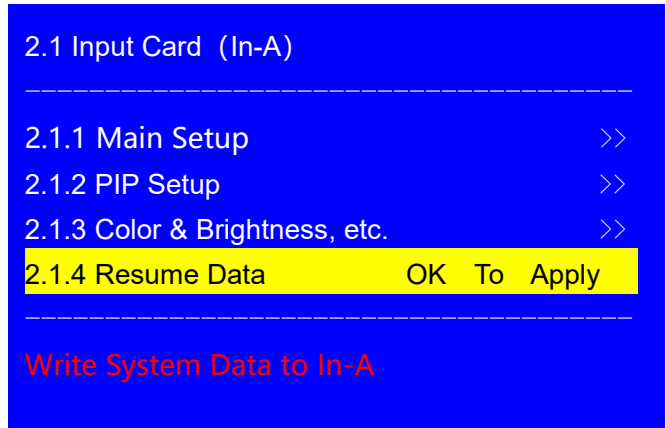 2.1 Input Card (In-A)
2.1.1 Main Setup >>
2.1.2 PIP Setup >>
2.1.3 Color & Brightness, etc. >>
2.1.4 Resume Data OK To Apply
Write System Data to In-A